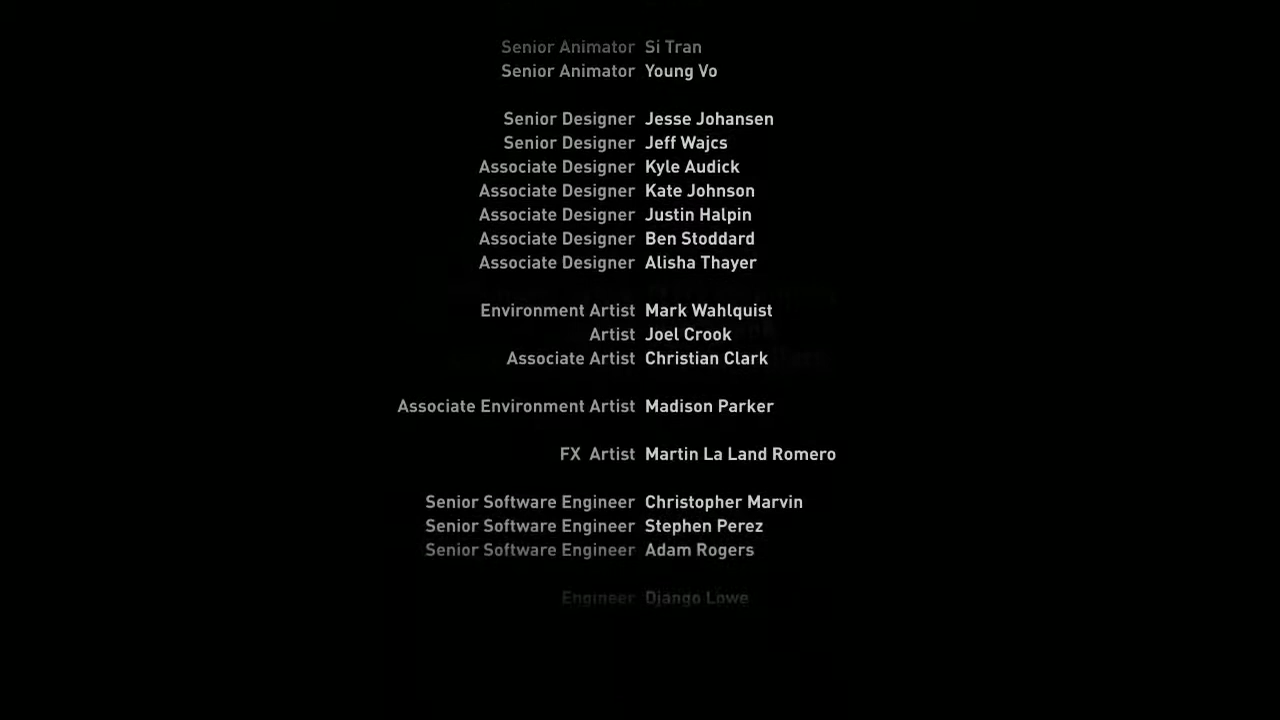 Senior Animator Si Tran
Senior Animator Young Vo
Senior Designer Jesse Johansen
Senior Designer Jeff Wajcs
Associate Designer Kyle Audick
Associate Designer Kate Johnson
Associate Designer Justin Halpin
Associate Designer Ben Stoddard
Associate Designer Alisha Thayer
Environment Artist Mark Wahlquist
Artist Joel Crook
Associate Artist Christian Clark
Associate Environment Artist Madison Parker
FX Artist Martin La Land Romero
Senior Software Engineer Christopher Marvin
Senior Software Engineer Stephen Perez
Senior Software Engineer Adam Rogers
Engineer Django Lowe